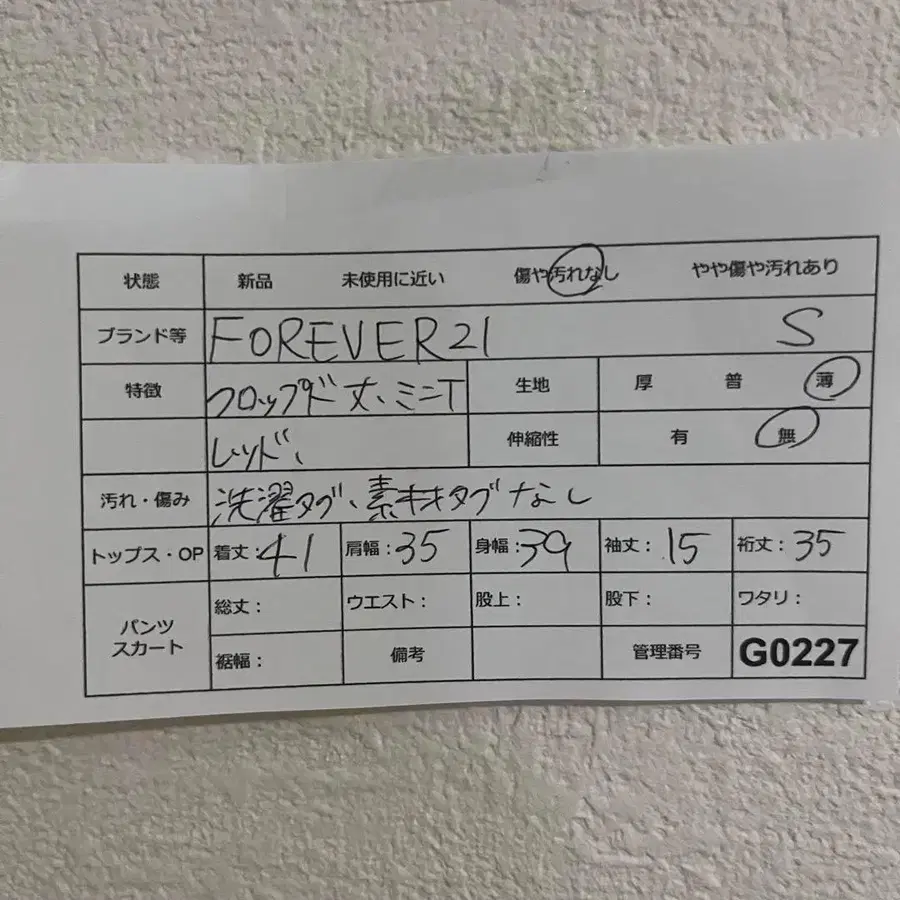 状態 新品 未使用に近い 傷や汚れなし やや傷や汚れあり
ブランド等 FOREVER21 S
特徴 クロップド丈、ミニT 生地 厚 普 薄
レッド、 伸縮性 有 無
汚れ・傷み 洗濯タグ、素材タグなし
トップス・OP 着丈:41 肩幅:35 身幅:39 袖丈:15 裄丈:35
パンツ スカート 総丈: ウエスト: 股上: 股下: ワタリ:
裾幅: 備考 管理番号 G0227